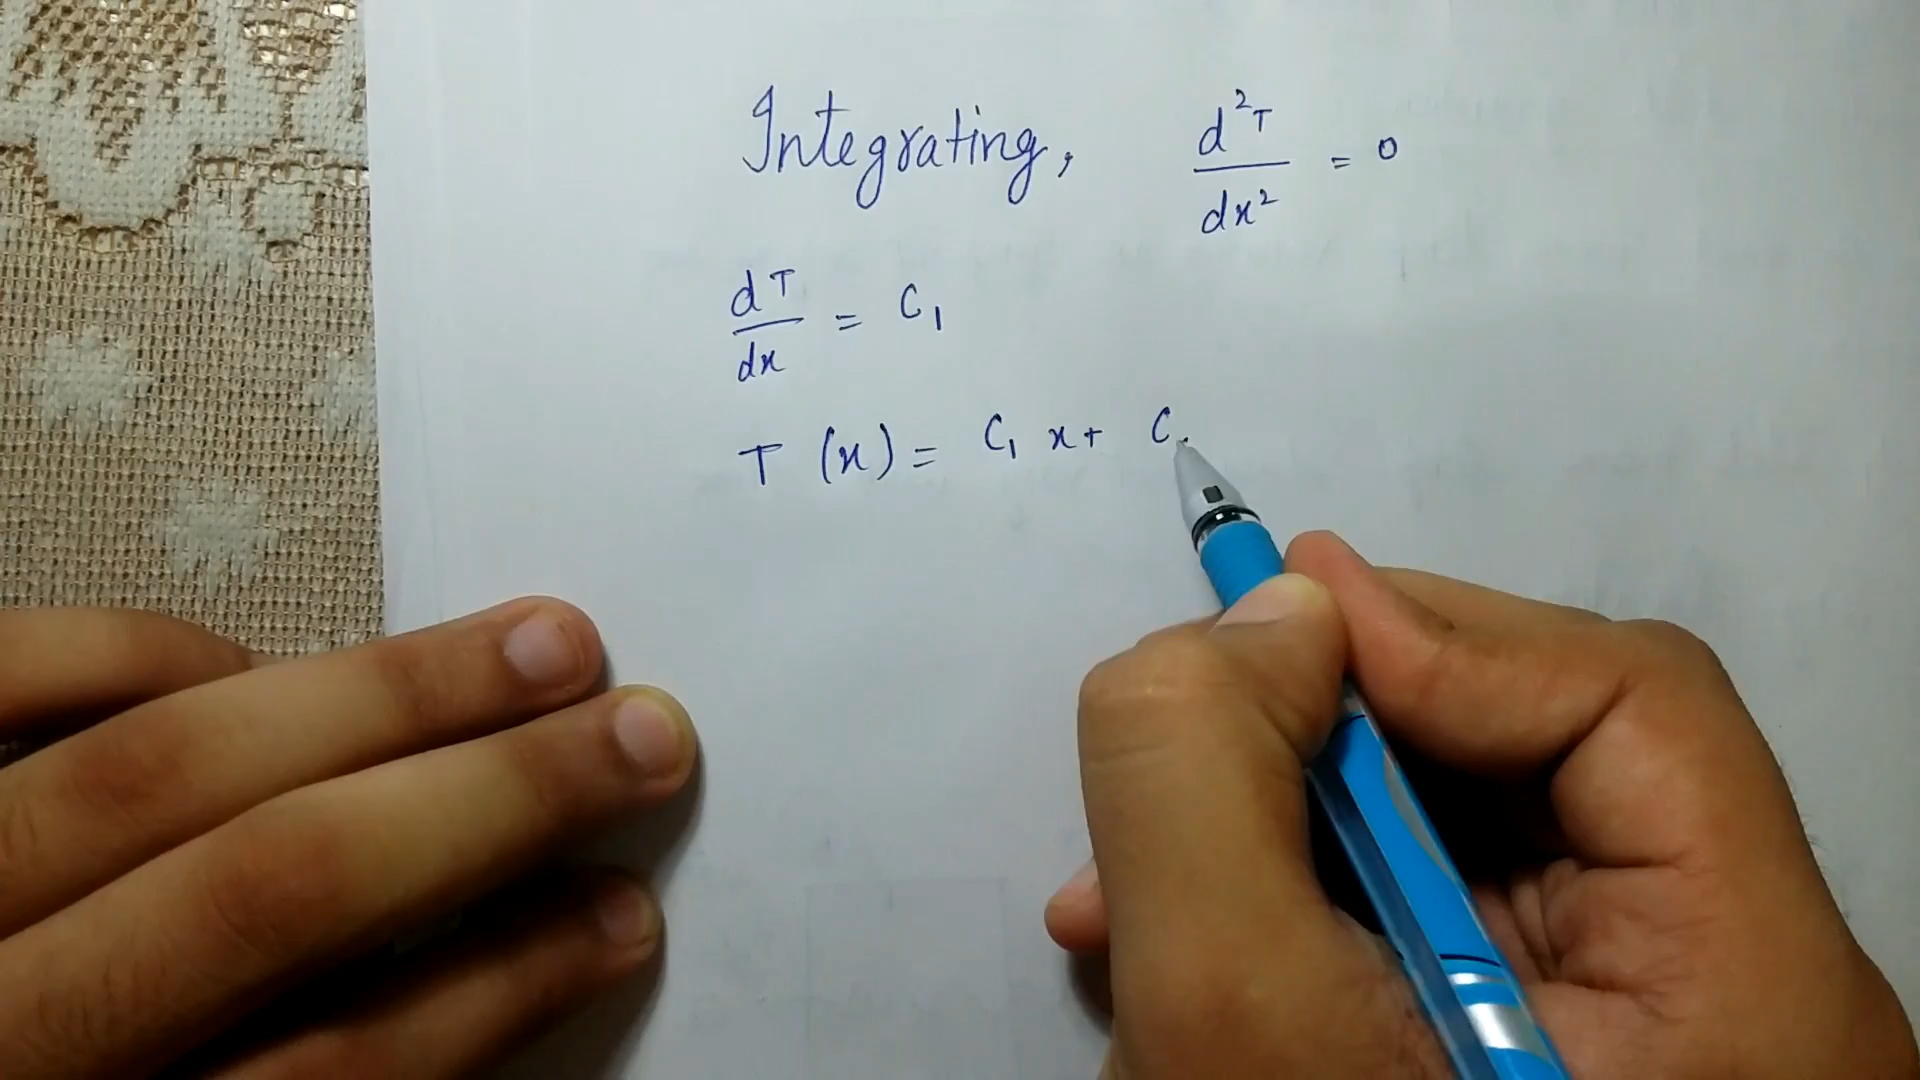 Integrating, d²T/dx² = 0
dT/dx = C₁
T (x) = C₁ x + C